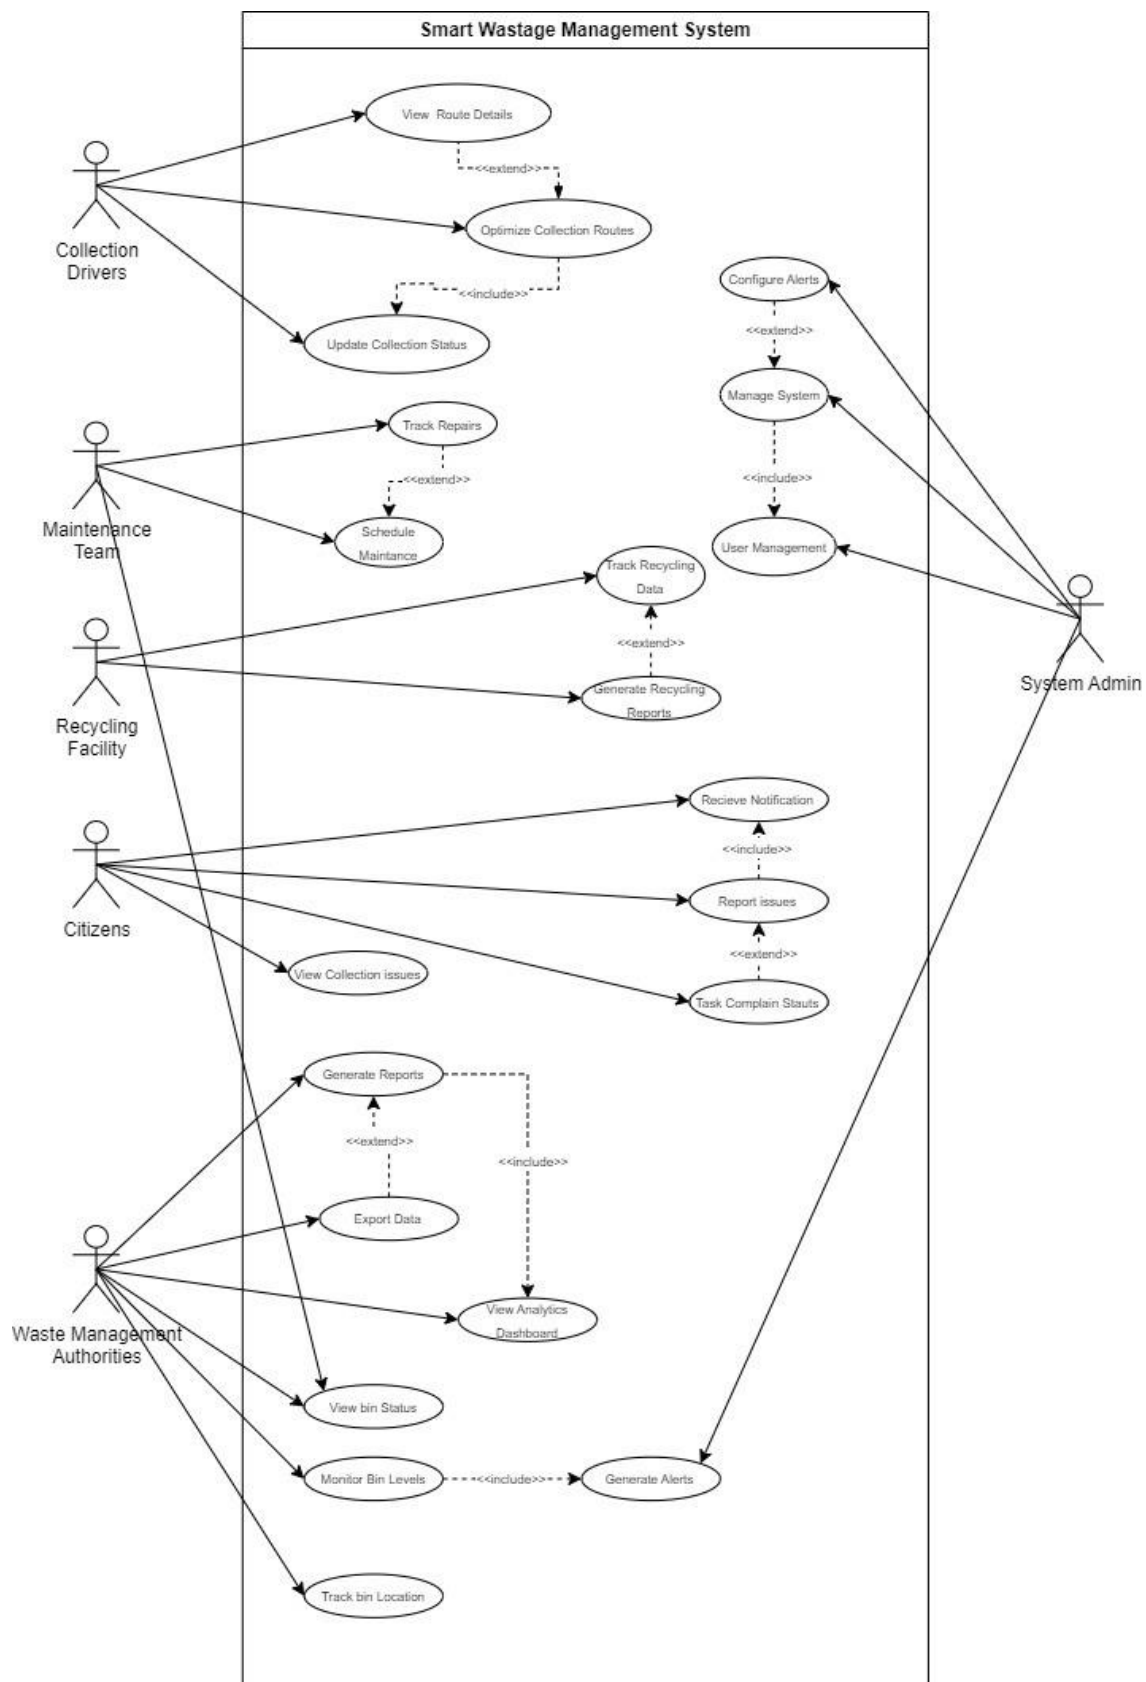 Smart Wastage Management System
View Route Details
<<extend>>
Collection
Drivers
Optimize Collection Routes
Configure Alerts
<<include>>
<<extend>>
Update Collection Status
Manage System
Track Repairs
<<extend>>
<<include>>
Maintenance
Team
Schedule
Maintance
User Management
Track Recycling
Data
<<extend>>
System Admin
Generate Recycling
Reports
Recycling
Facility
Recieve Notification
<<include>>
Report issues
Citizens
<<extend>>
View Collection issues
Task Complain Stauts
Generate Reports
<<extend>>
<<include>>
Export Data
View Analytics
Dashboard
Waste Management
Authorities
View bin Status
Monitor Bin Levels
<<include>>
Generate Alerts
Track bin Location